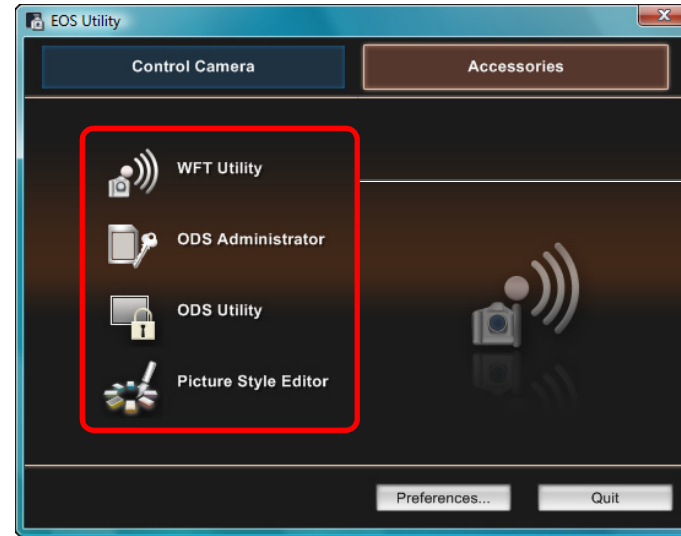 EOS Utility
Control Camera
Accessories
WFT Utility
ODS Administrator
ODS Utility
Picture Style Editor
Preferences...
Quit